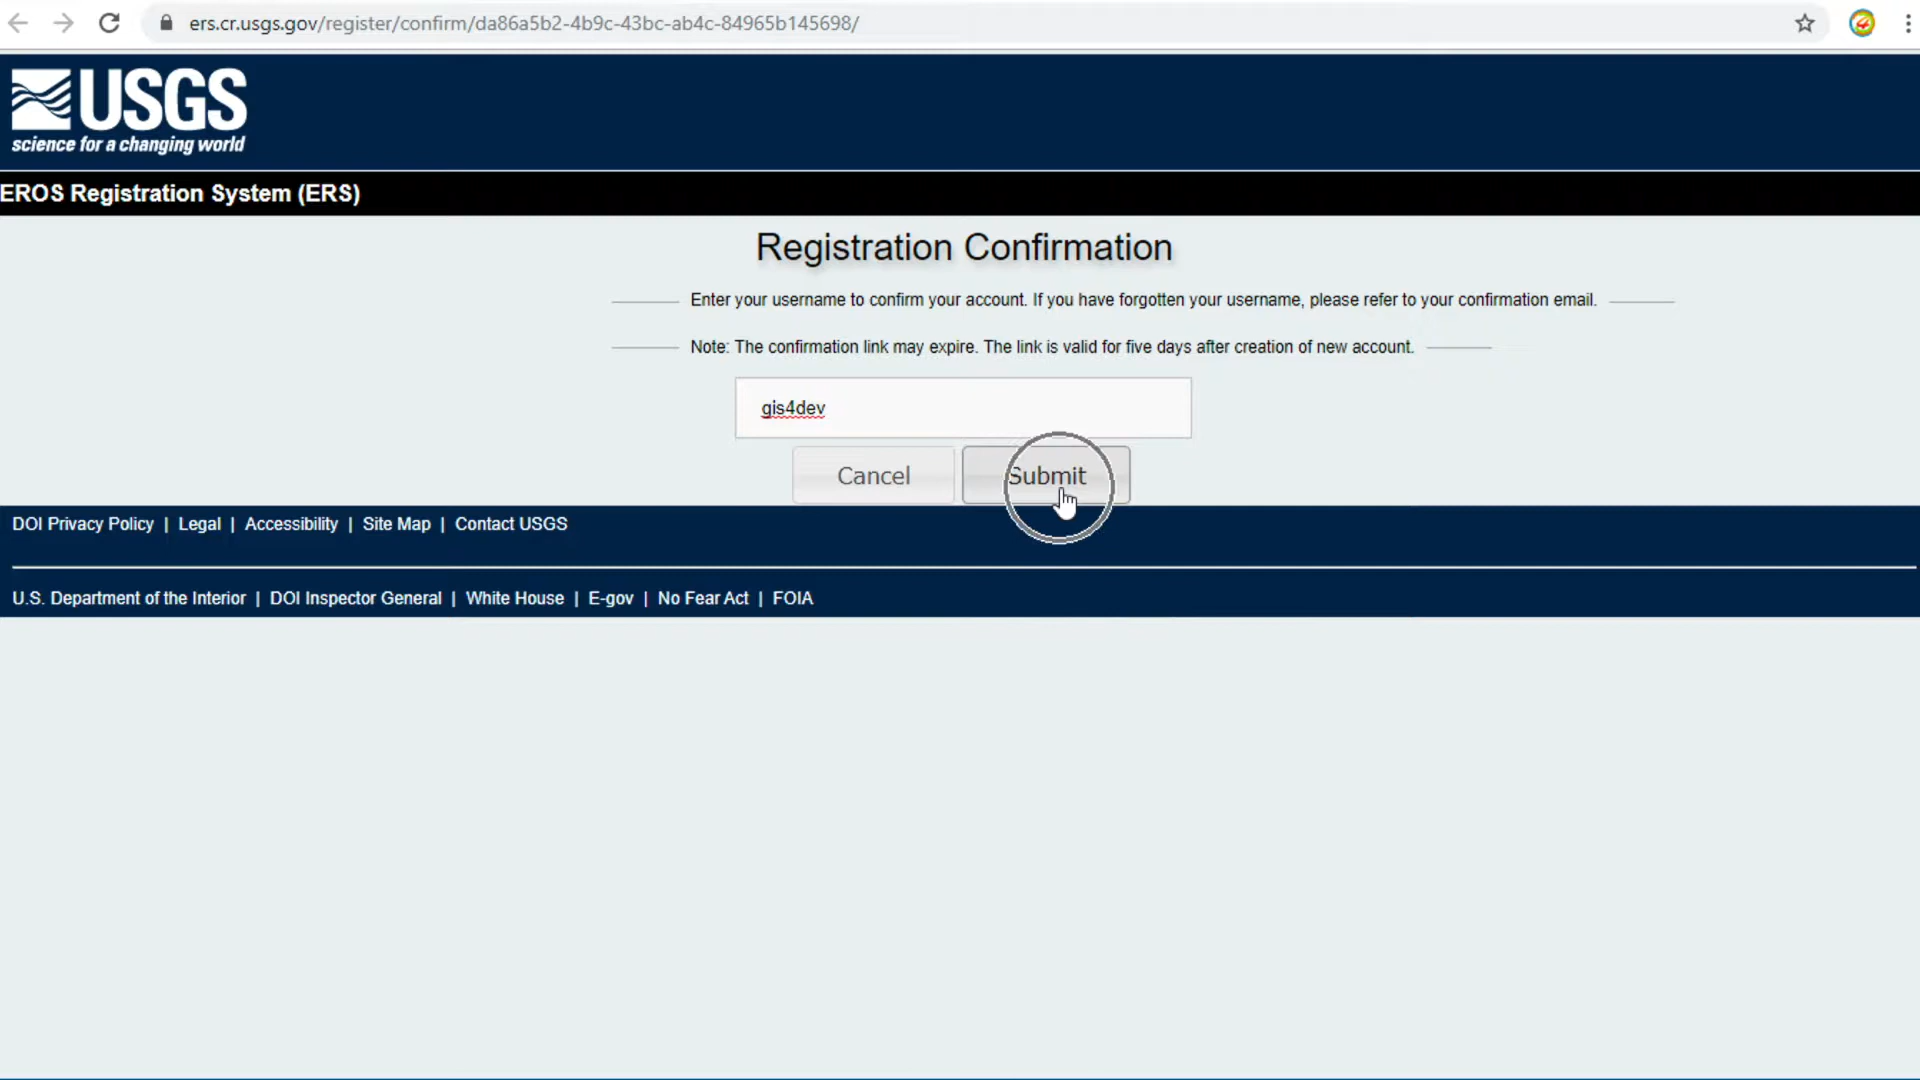 ers.cr.usgs.gov/register/confirm/da86a5b2-4b9c-43bc-ab4c-84965b145698/
USGS
science for a changing world
EROS Registration System (ERS)
Registration Confirmation
Enter your username to confirm your account. If you have forgotten your username, please refer to your confirmation email.
Note: The confirmation link may expire. The link is valid for five days after creation of new account.
gis4dev
Cancel Submit
DOI Privacy Policy | Legal | Accessibility | Site Map | Contact USGS
U.S. Department of the Interior | DOI Inspector General | White House | E-gov | No Fear Act | FOIA